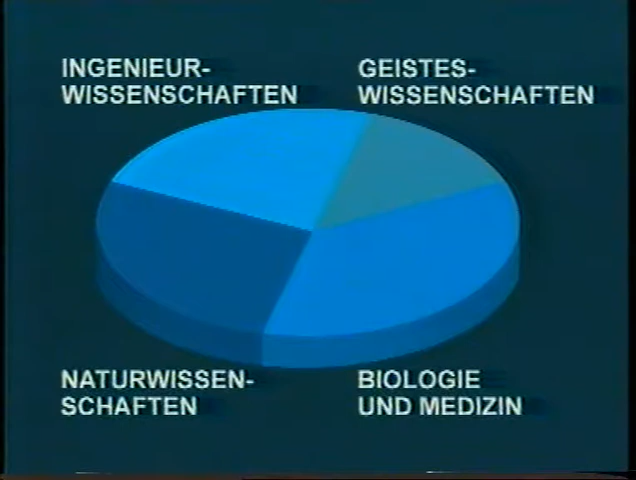 INGENIEUR-
WISSENSCHAFTEN
GEISTES-
WISSENSCHAFTEN
NATURWISSEN-
SCHAFTEN
BIOLOGIE
UND MEDIZIN